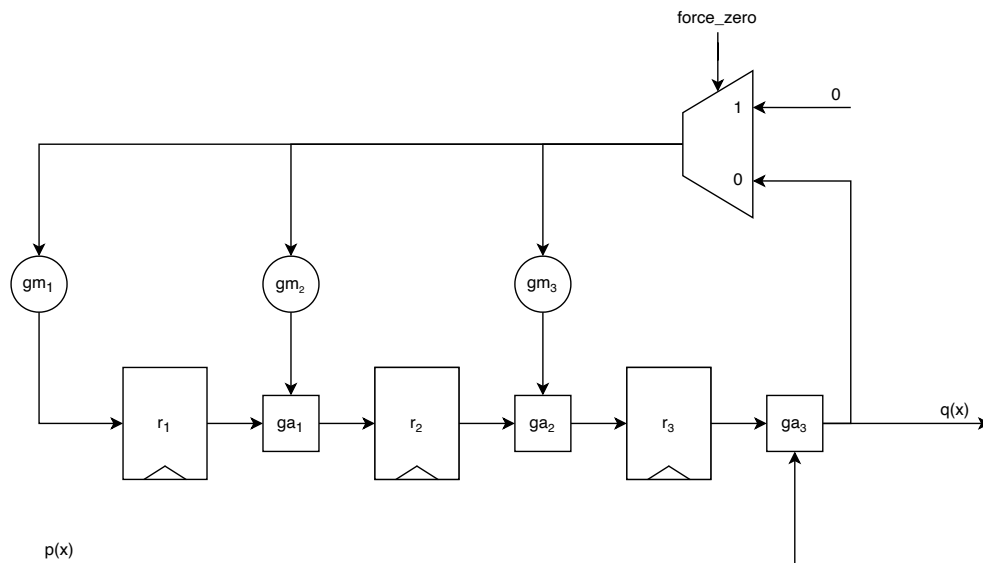 force_zero
0
1
0
gm₁
gm₂
gm₃
r₁
ga₁
r₂
ga₂
r₃
ga₃
q(x)
p(x)